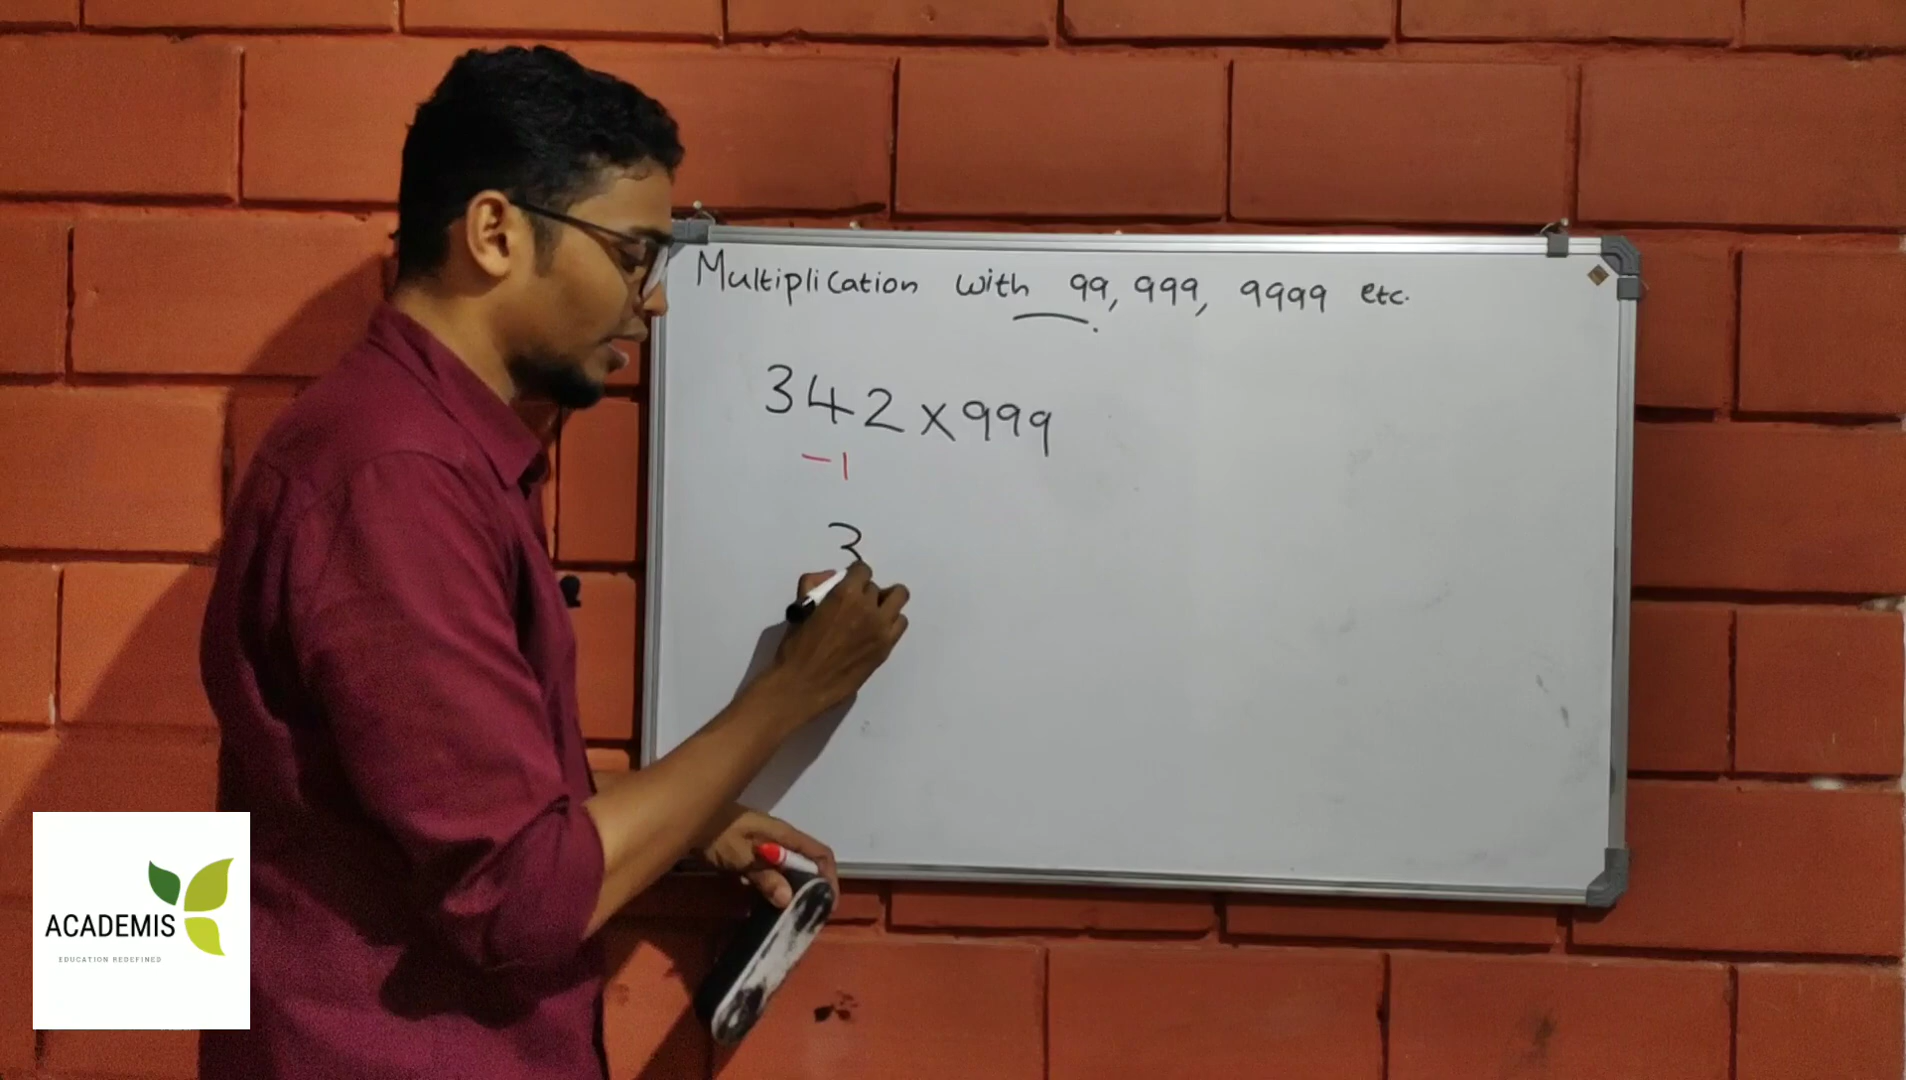 Multiplication with 99, 999, 9999 etc.
342 x 999
-1
3
ACADEMIS
EDUCATION REDEFINED